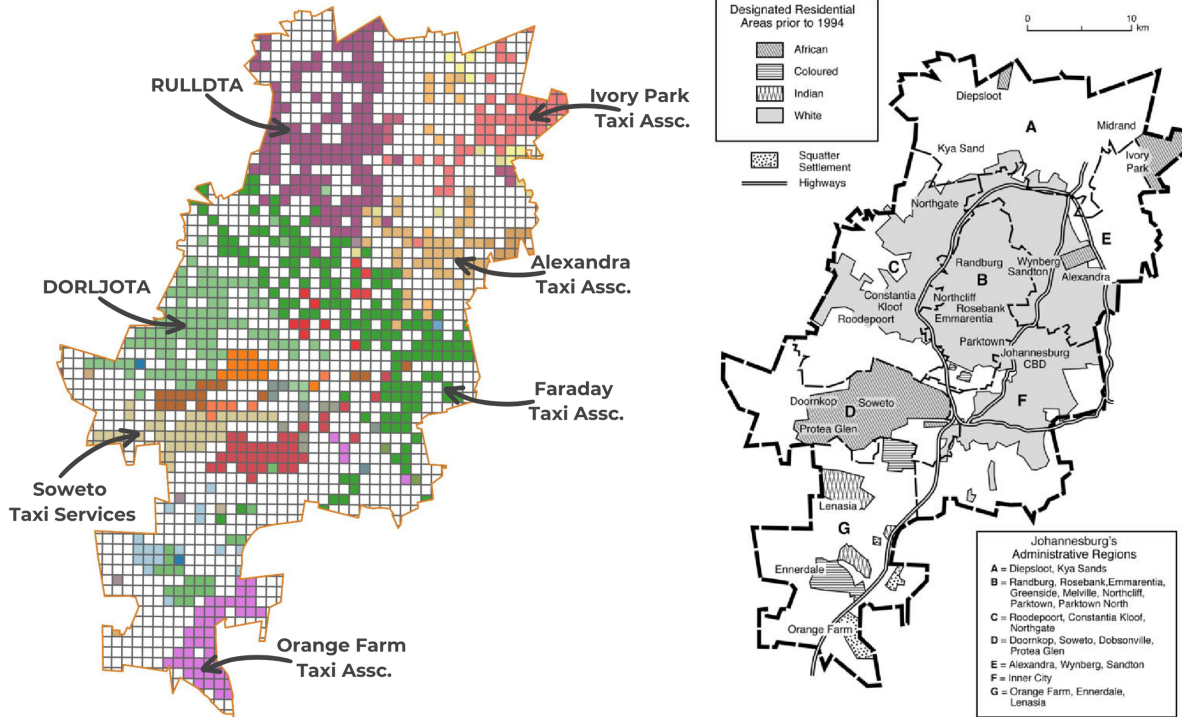 RULLDTA
Ivory Park
Taxi Assc.
Alexandra
Taxi Assc.
DORLJOTA
Faraday
Taxi Assc.
Soweto
Taxi Services
Orange Farm
Taxi Assc.
Designated Residential
Areas prior to 1994
African
Coloured
Indian
White
Squatter
Settlement
Highways
0 10
km
Diepsloot
A
Midrand
Kya Sand
Ivory
Park
Northgate
E
C
Randburg
Wynberg
Sandton
B
Alexandra
Constantia
Kloof
Northcliff
Rosebank
Roodepoort
Emmarentia
Parktown
Johannesburg
CBD
Doornkop
Soweto
D
F
Protea Glen
Lenasia
G
Ennerdale
Orange Farm
Johannesburg's
Administrative Regions
A = Diepsloot, Kya Sands
B = Randburg, Rosebank,Emmarentia,
Greenside, Melville, Northcliff,
Parktown, Parktown North
C = Roodepoort, Constantia Kloof,
Northgate
D = Doornkop, Soweto, Dobsonville,
Protea Glen
E = Alexandra, Wynberg, Sandton
F = Inner City
G = Orange Farm, Ennerdale,
Lenasia